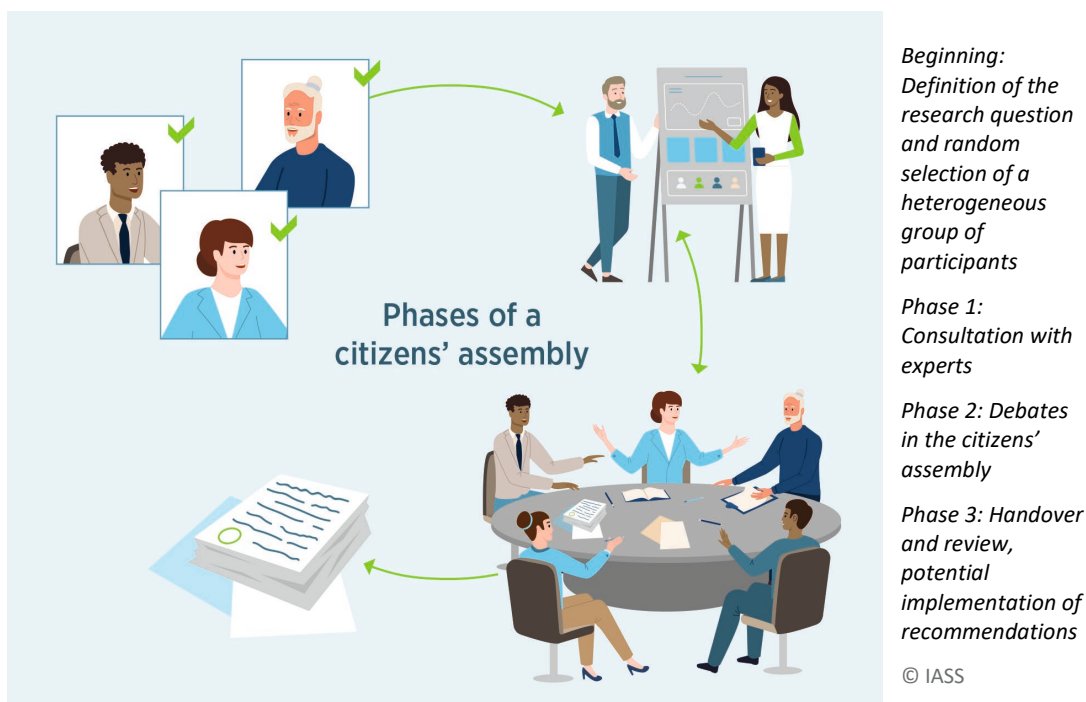 Phases of a
citizens’ assembly
Beginning:
Definition of the
research question
and random
selection of a
heterogeneous
group of
participants
Phase 1:
Consultation with
experts
Phase 2: Debates
in the citizens’
assembly
Phase 3: Handover
and review,
potential
implementation of
recommendations
© IASS